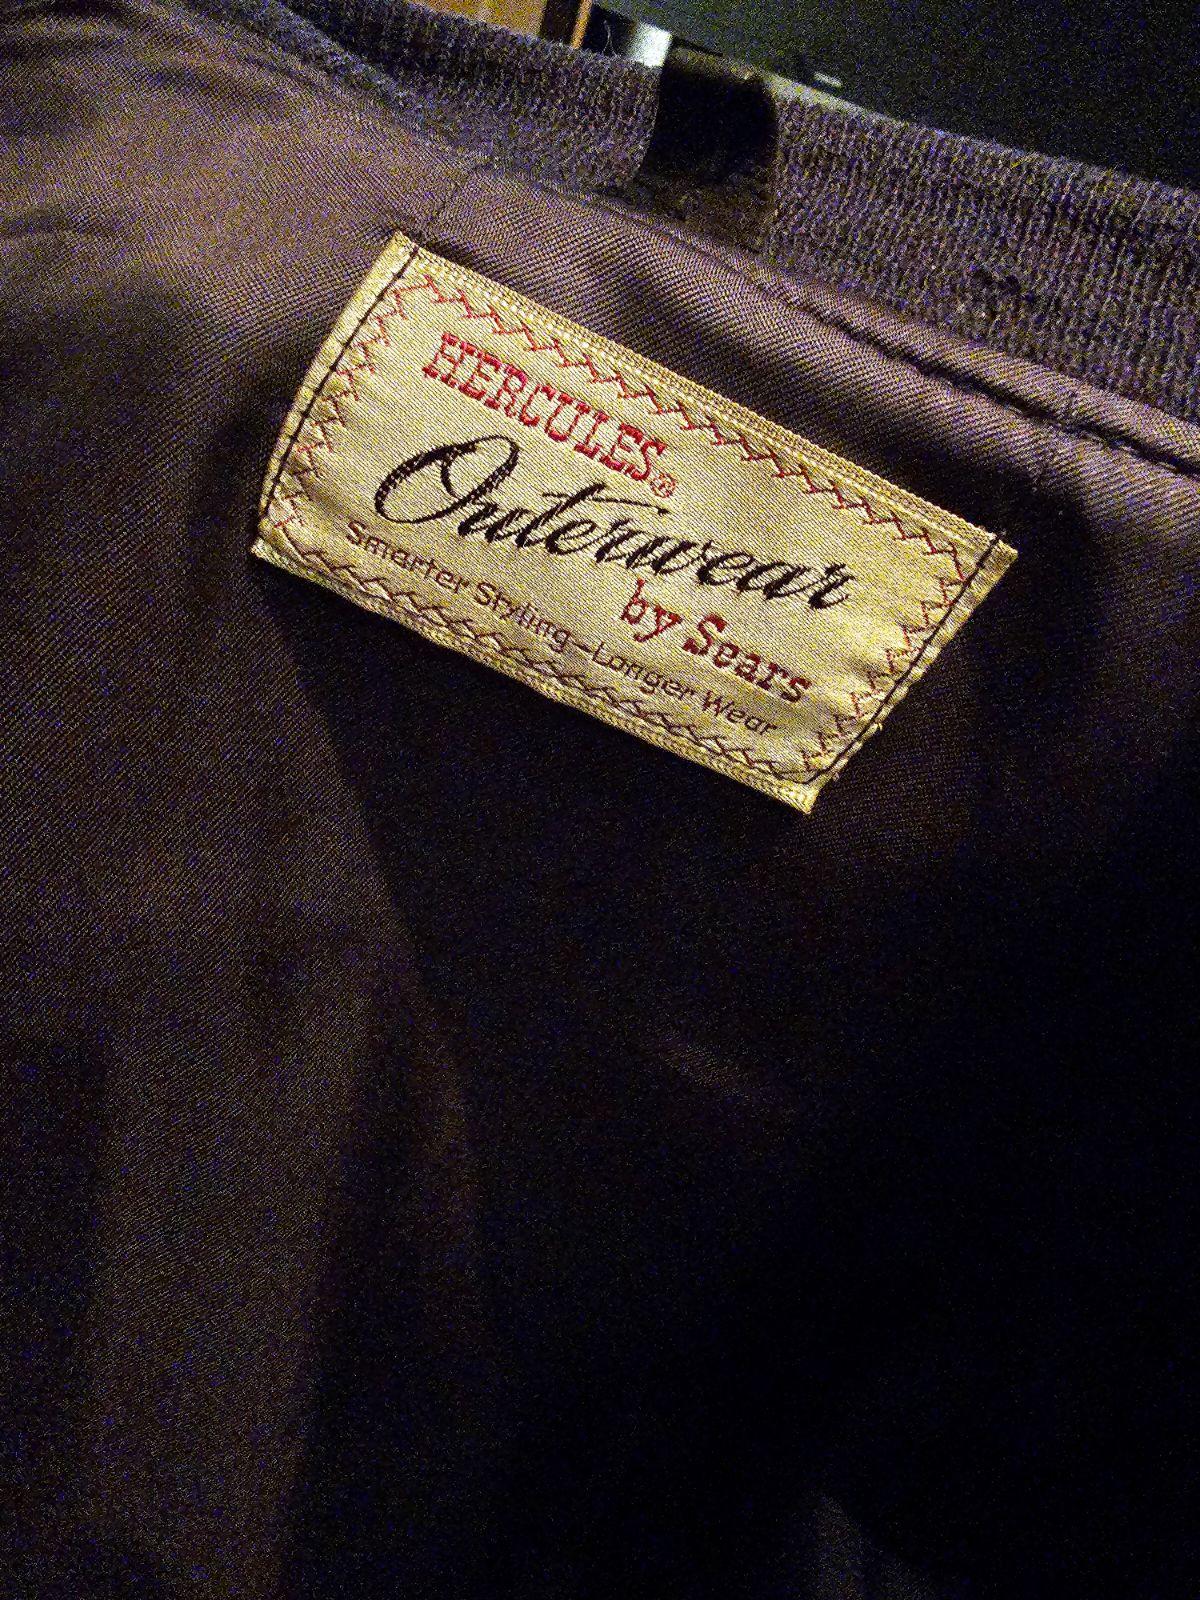 HERCULES®
Outerwear
by Sears
Smarter Styling-Longer Wear